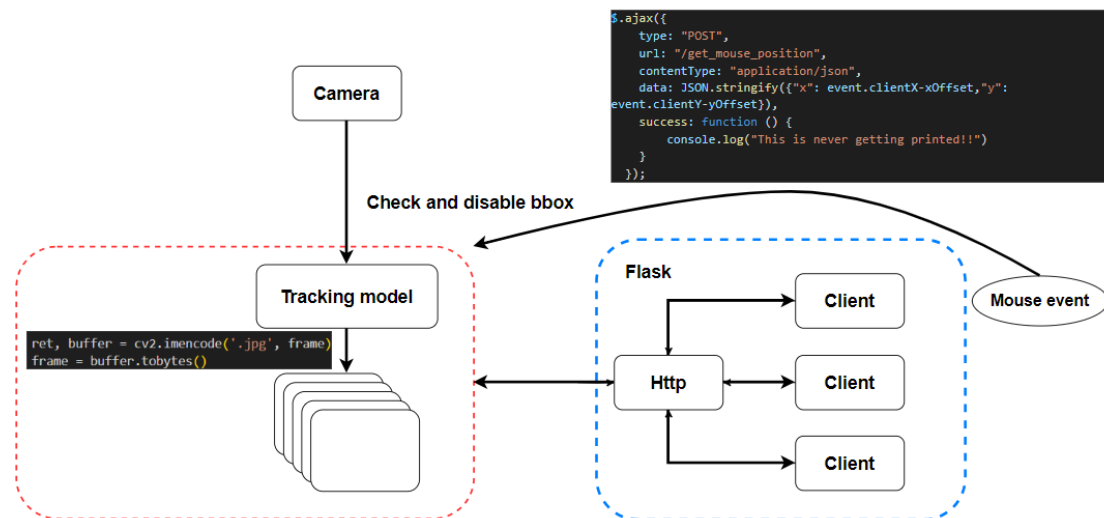 $.ajax({
type: "POST",
url: "/get_mouse_position",
contentType: "application/json",
data: JSON.stringify({"x": event.clientX-xOffset,"y":
event.clientY-yOffset}),
success: function () {
console.log("This is never getting printed!!")
}
});
Camera
Check and disable bbox
Flask
Tracking model
Client
Mouse event
ret, buffer = cv2.imencode('.jpg', frame)
frame = buffer.tobytes()
Http
Client
Client